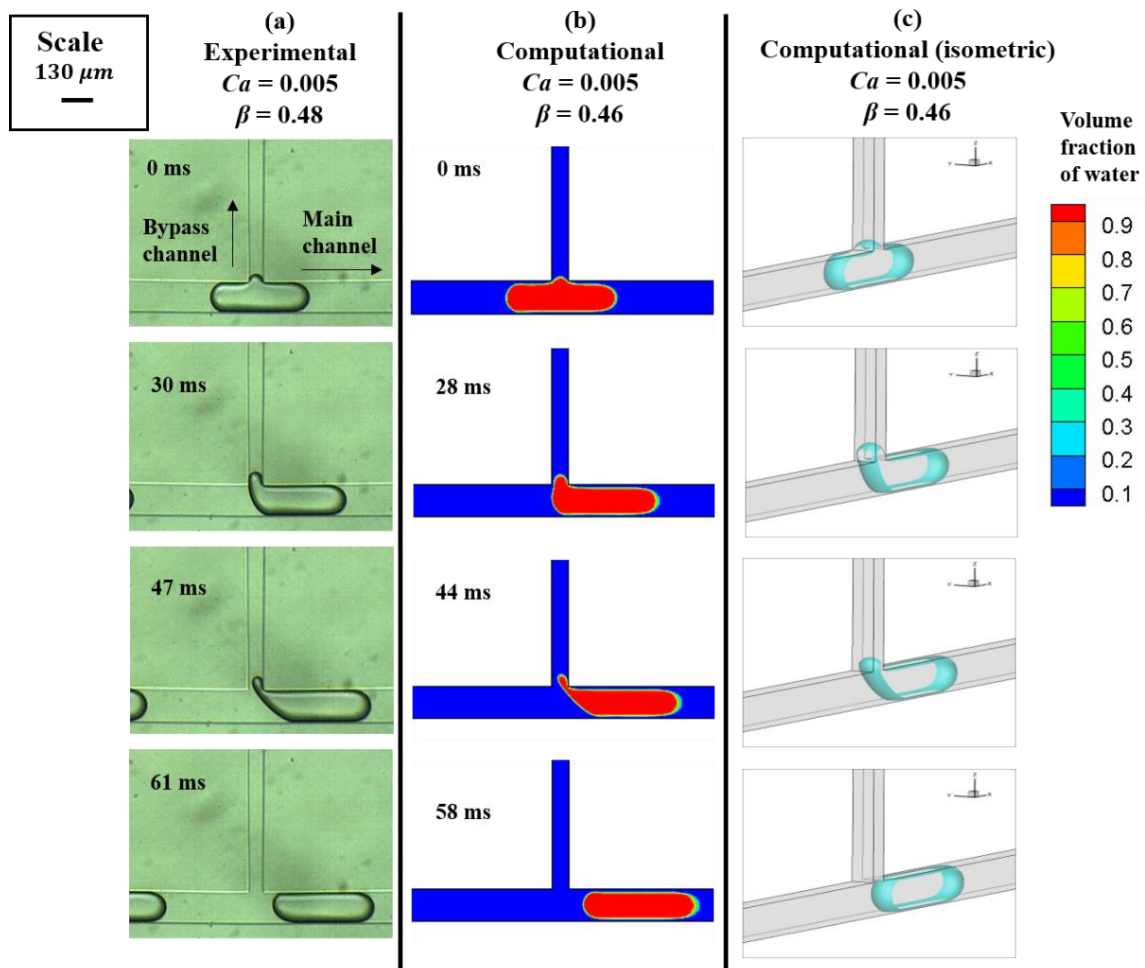 Scale
130 μm
(a)
Experimental
Ca = 0.005
β = 0.48
(b)
Computational
Ca = 0.005
β = 0.46
(c)
Computational (isometric)
Ca = 0.005
β = 0.46
0 ms
Bypass
channel
Main
channel
30 ms
47 ms
61 ms
0 ms
28 ms
44 ms
58 ms
Z
Y
X
Z
Y
X
Z
Y
X
Z
Y
X
Volume
fraction
of water
0.9
0.8
0.7
0.6
0.5
0.4
0.3
0.2
0.1